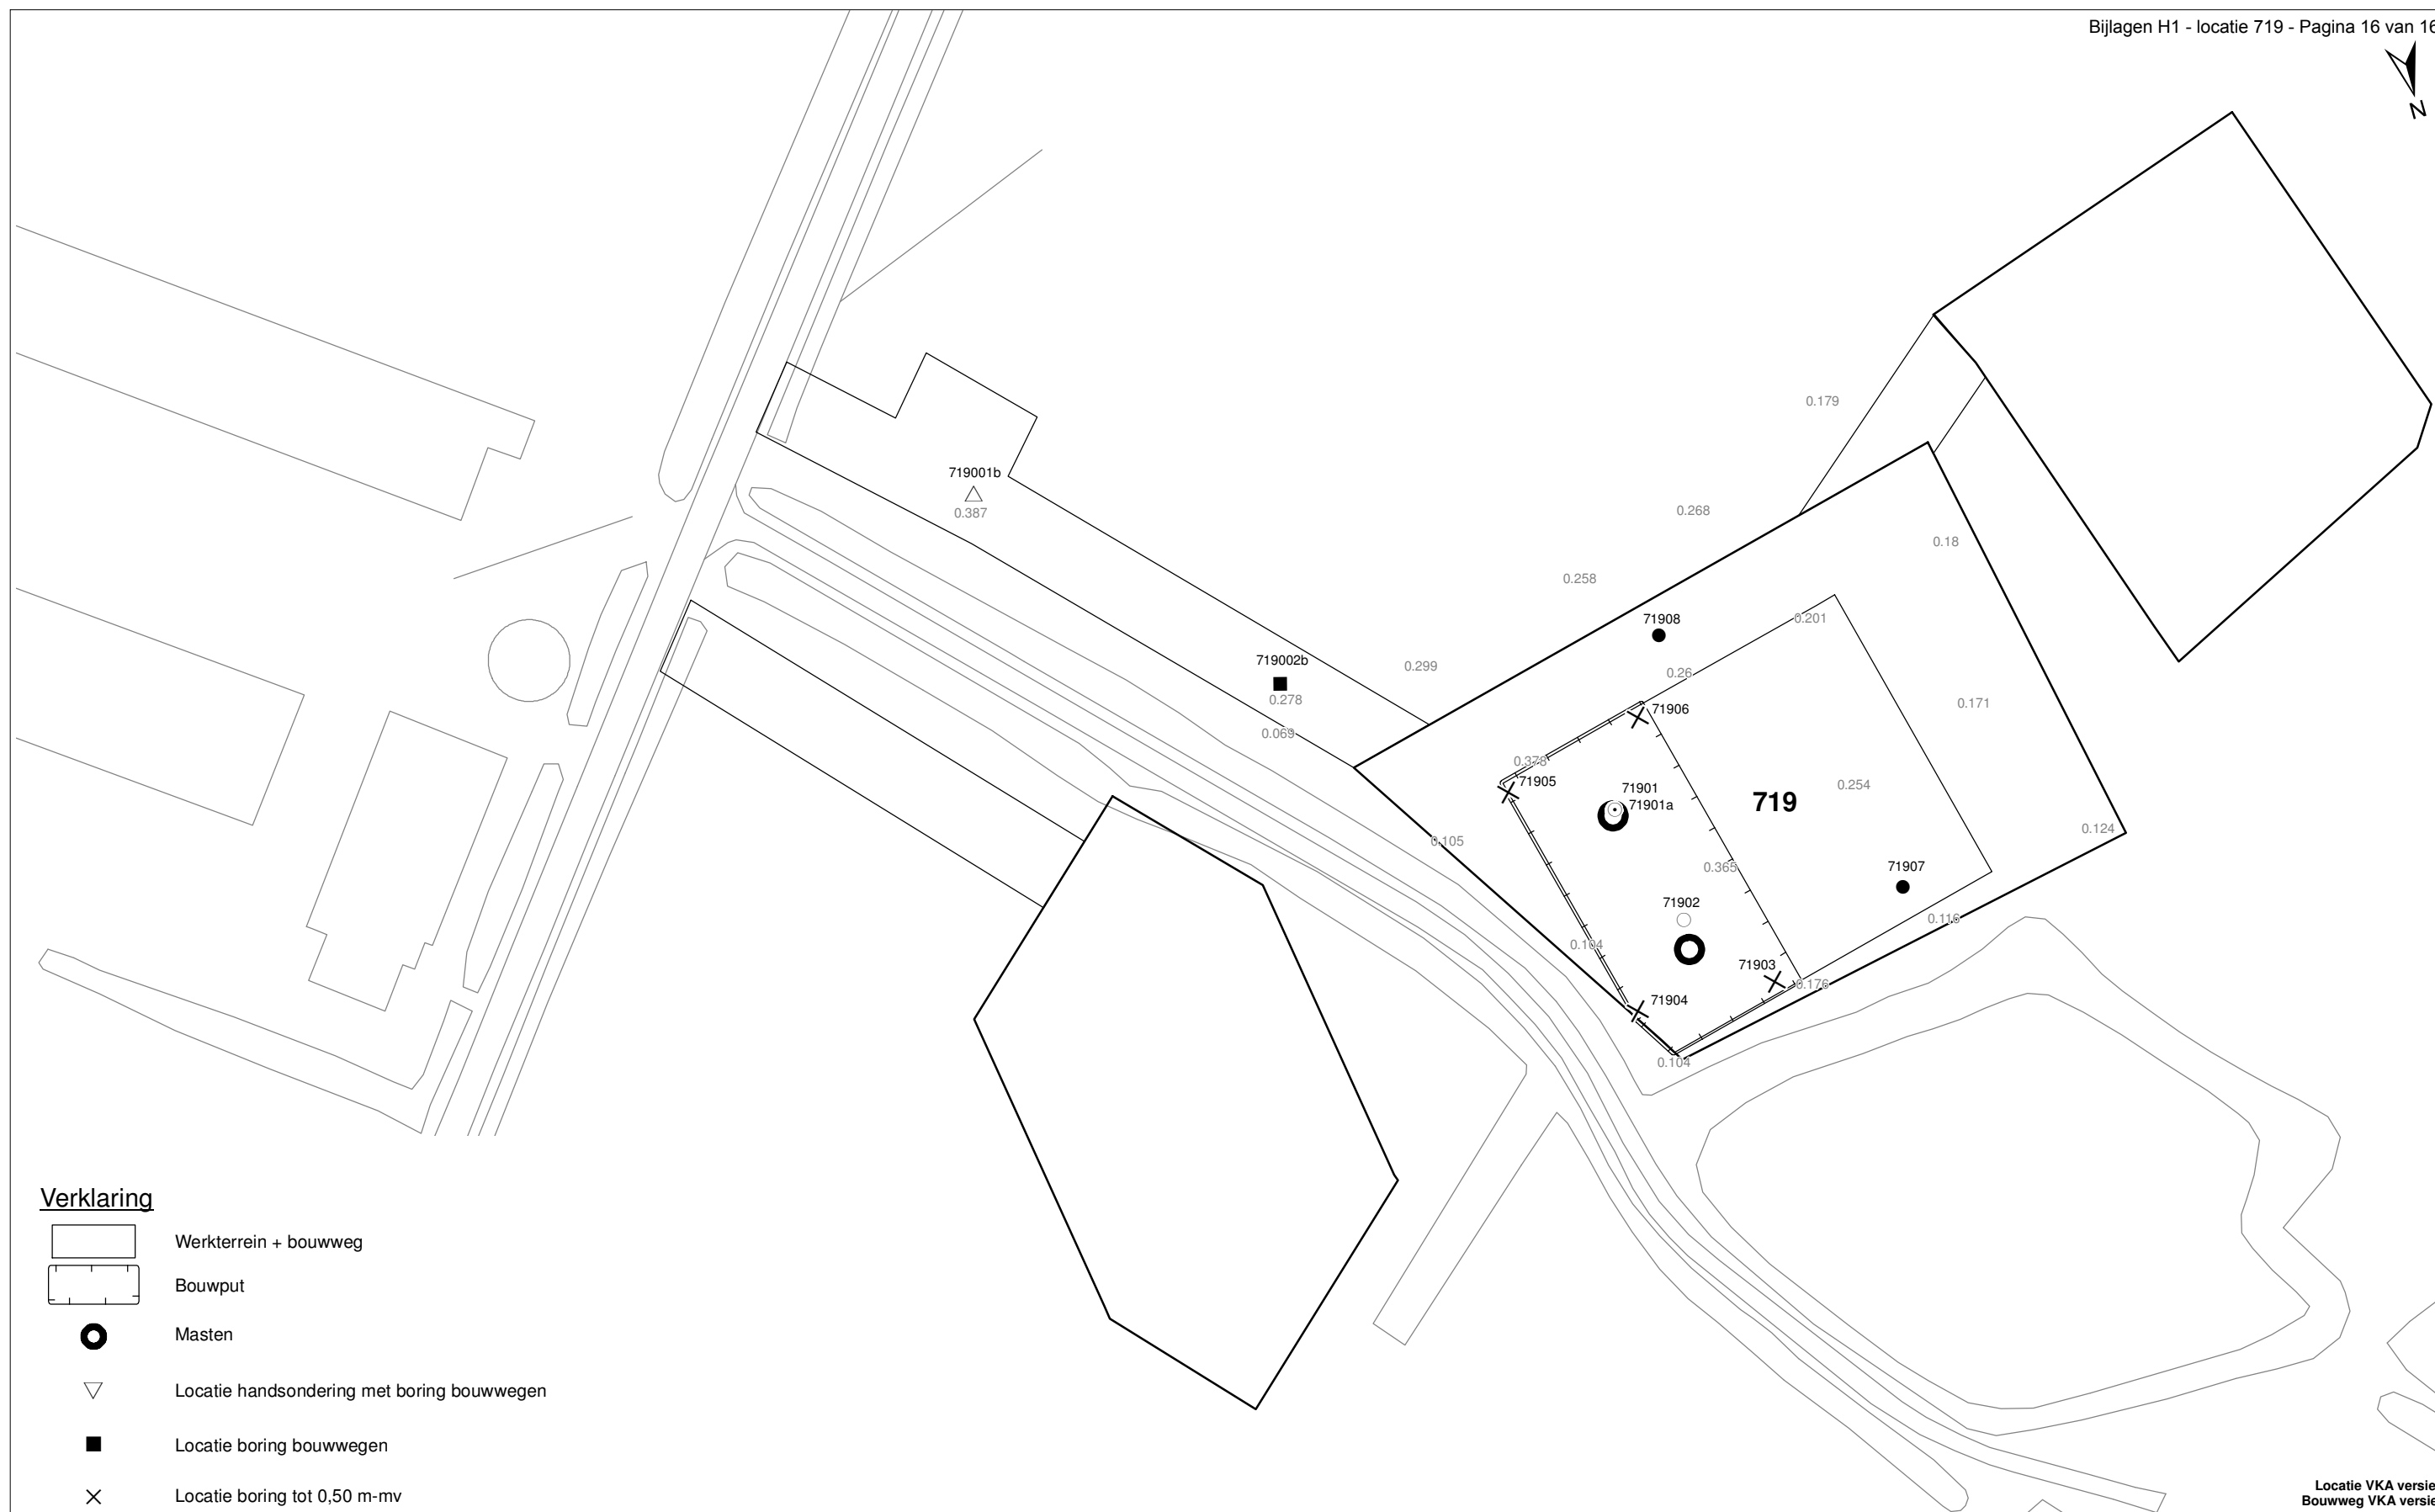 Bijlagen H1 - locatie 719 - Pagina 16 van 16
N
0.179
719001b
0.387
0.268
0.18
0.258
71908
0.201
719002b
0.278
0.299
0.26
0.171
71906
0.069
0.378
71905
71901
71901a
719
0.254
0.105
0.124
0.365
71907
71902
0.116
0.104
71903
0.176
71904
0.104
Verklaring
Werkterrein + bouwweg
Bouwput
Masten
Locatie handsondering met boring bouwwegen
Locatie boring bouwwegen
Locatie boring tot 0,50 m-mv
Locatie VKA
Bouwweg VKA